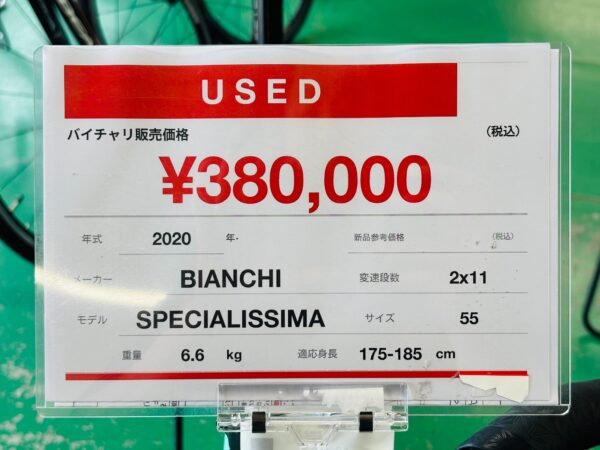 USED
バイチャリ販売価格 (税込)
¥380,000
年式 2020 年- 新品参考価格 (税込)
メーカー BIANCHI 変速段数 2x11
モデル SPECIALISSIMA サイズ 55
重量 6.6 kg 適応身長 175-185 cm